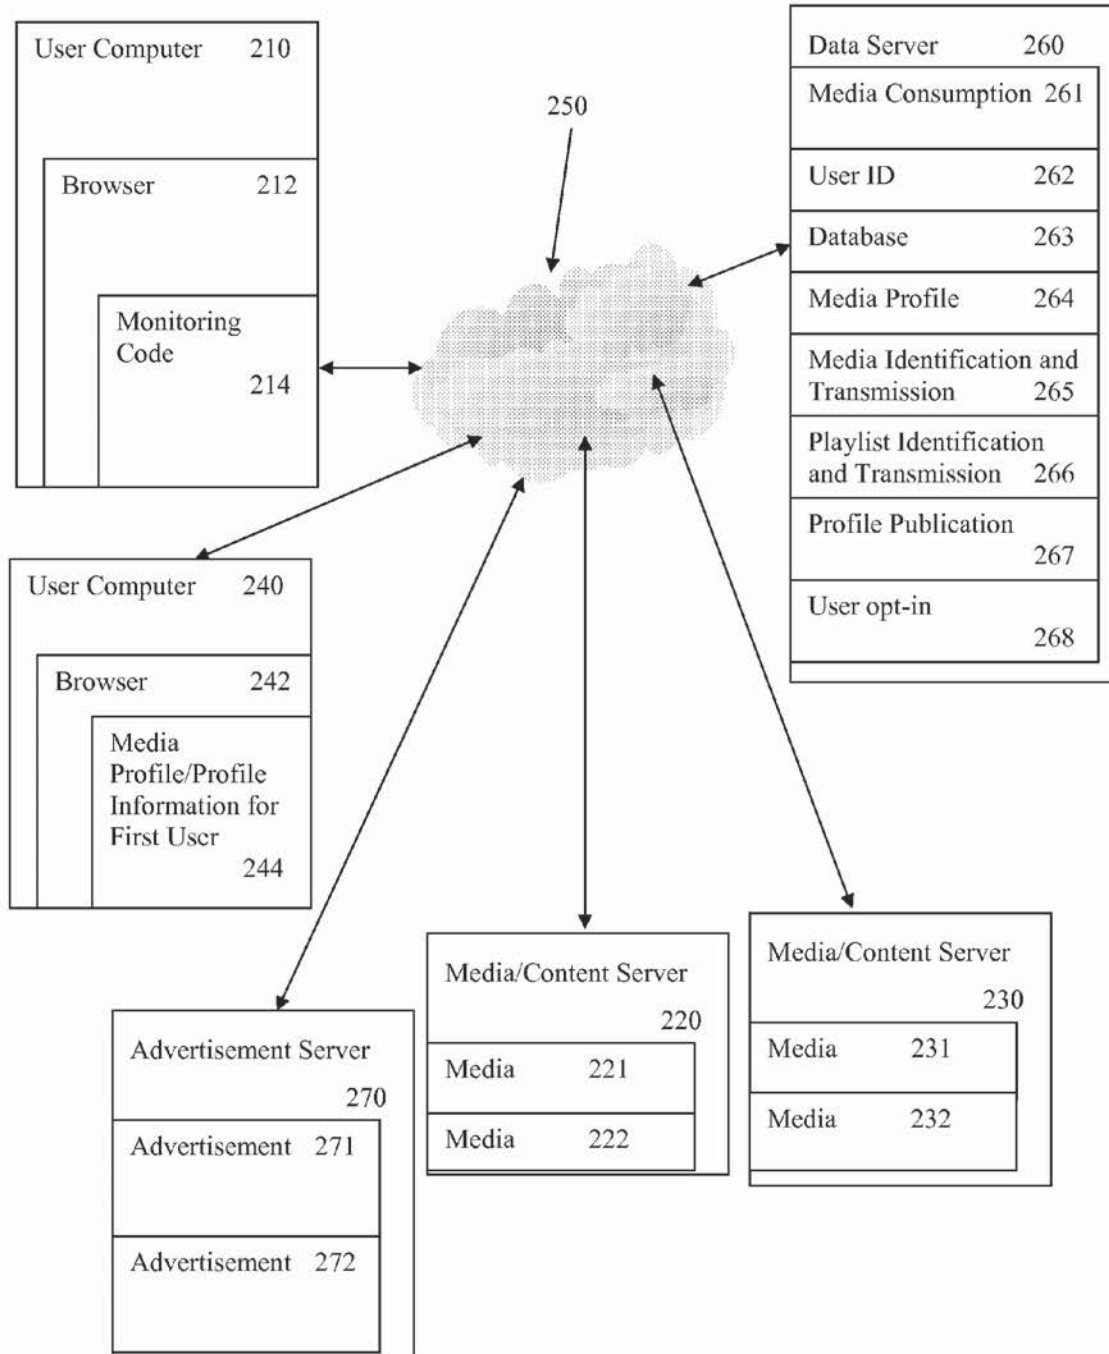 User Computer 210
Browser 212
Monitoring
Code
214
250
Data Server 260
Media Consumption 261
User ID 262
Database 263
Media Profile 264
Media Identification and
Transmission 265
Playlist Identification
and Transmission 266
Profile Publication
267
User opt-in
268
User Computer 240
Browser 242
Media
Profile/Profile
Information for
First User
244
Advertisement Server
270
Advertisement 271
Advertisement 272
Media/Content Server
220
Media 221
Media 222
Media/Content Server
230
Media 231
Media 232